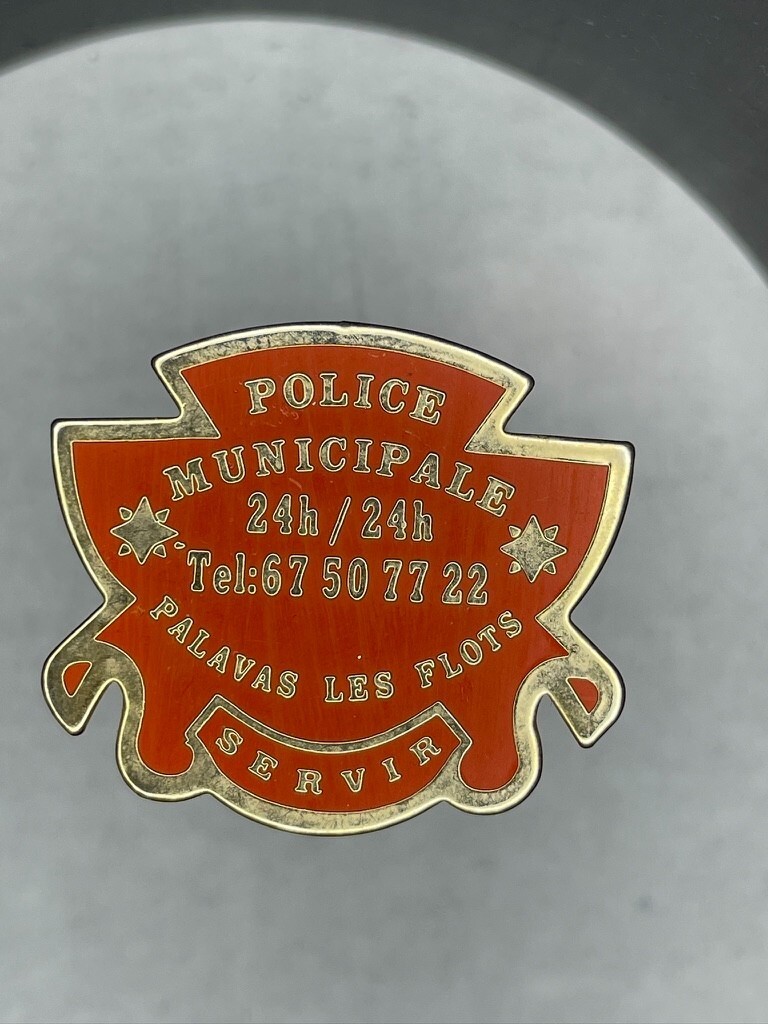 POLICE
MUNICIPALE
24h / 24h
Tel:67 50 77 22
PALAVAS LES FLOTS
SERVIR